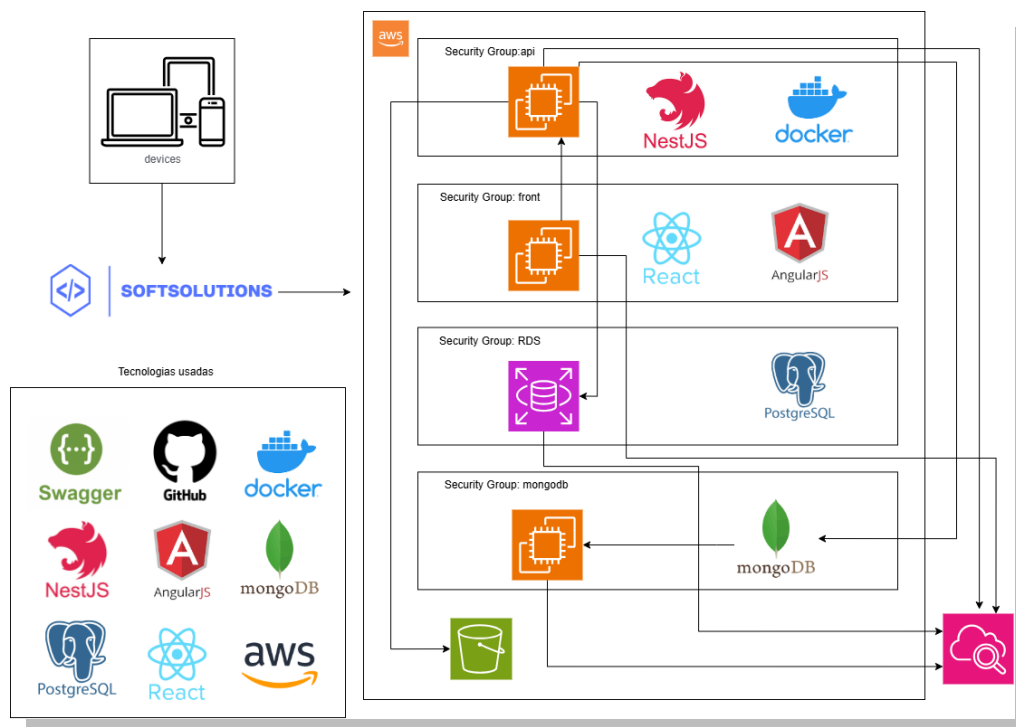 aws
Security Group:api
NestJS
docker
devices
Security Group: front
React
AngularJS
</> SOFTSOLUTIONS
Security Group: RDS
PostgreSQL
Tecnologias usadas
Security Group: mongodb
mongoDB
{···}
Swagger
GitHub
docker
NestJS
AngularJS
mongoDB
PostgreSQL
React
aws